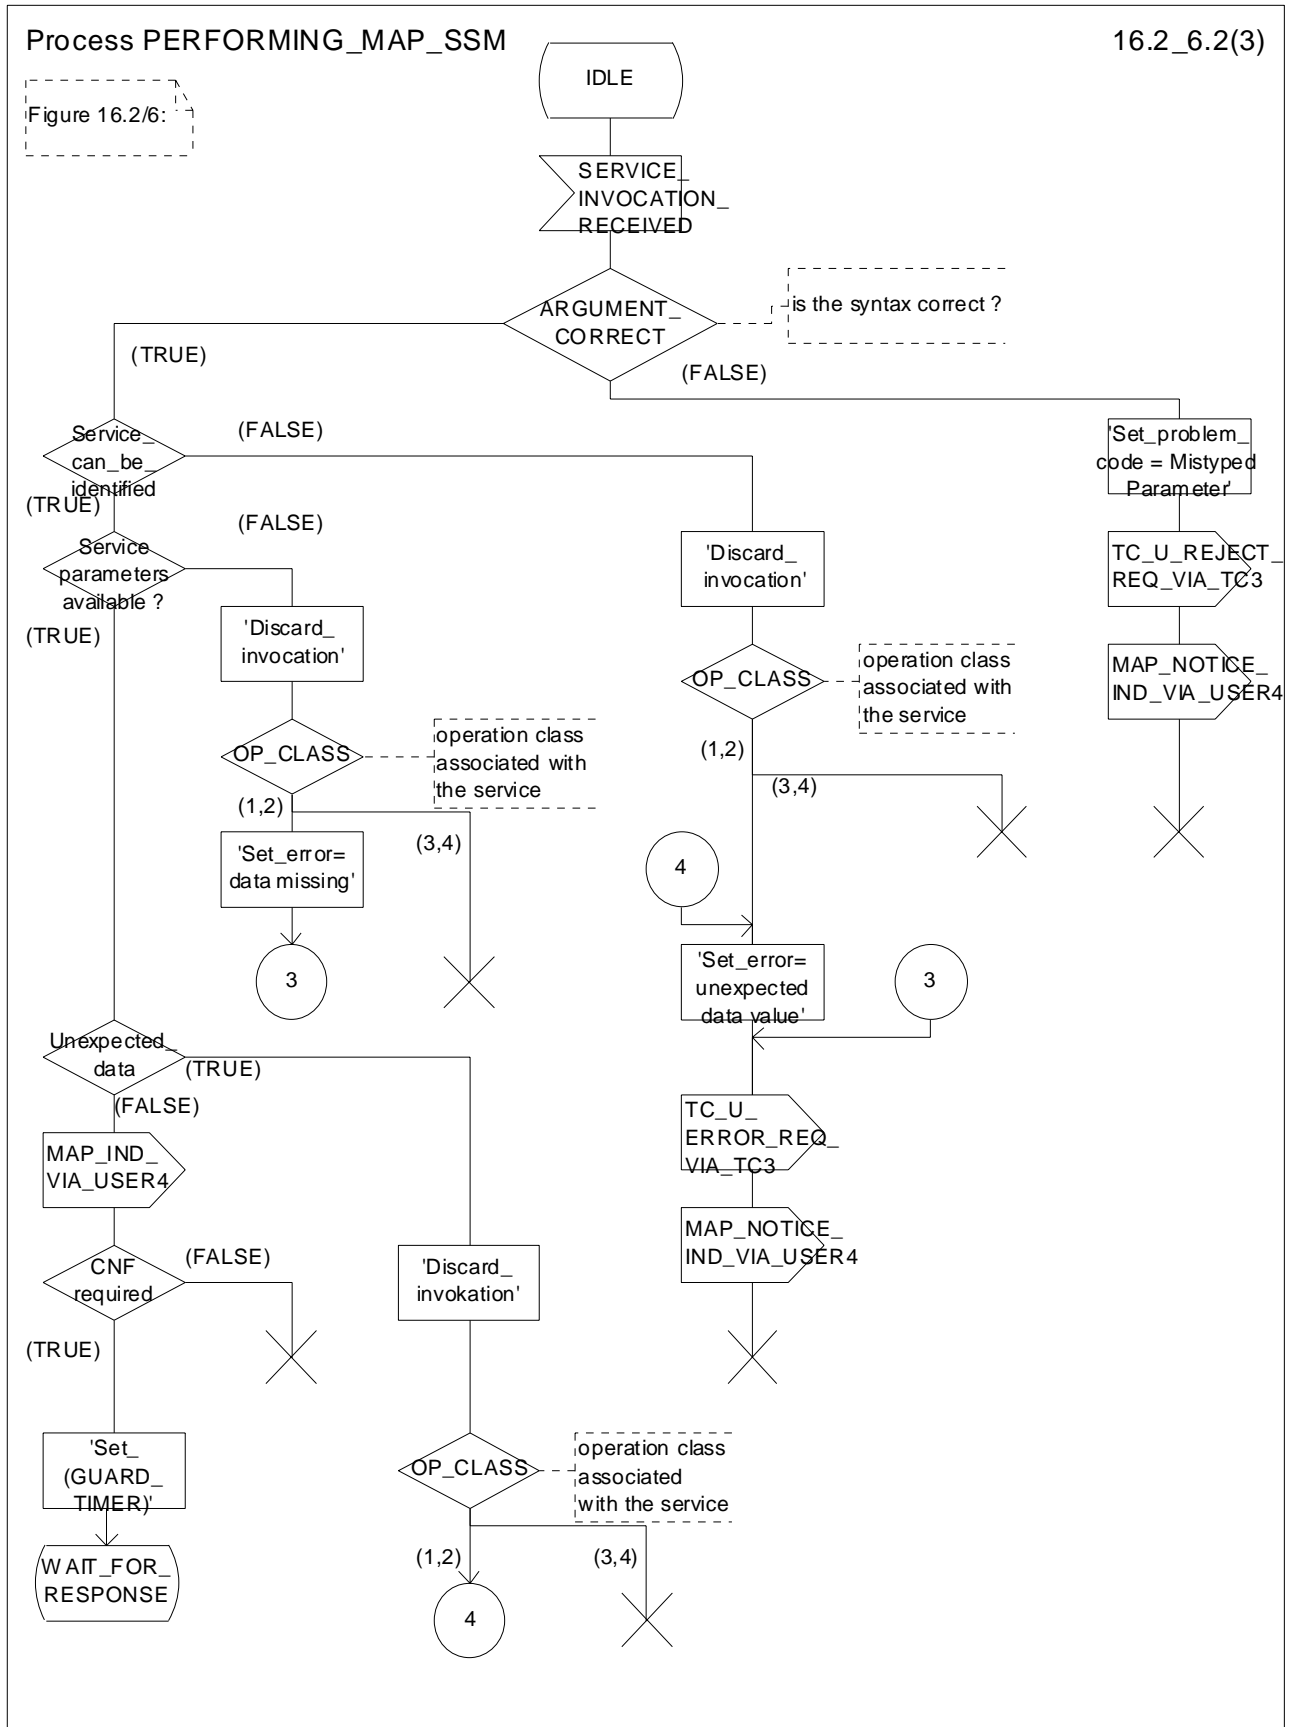 Process PERFORMING_MAP_SSM
16.2_6.2(3)
Figure 16.2/6:
IDLE
SERVICE_
INVOCATION_
RECEIVED
ARGUMENT_
CORRECT
is the syntax correct ?
(TRUE)
(FALSE)
Service_
can_be_
identified
(FALSE)
'Set_problem_
code = Mistyped
Parameter'
(TRUE)
Service
parameters
available ?
(FALSE)
'Discard_
invocation'
TC_U_REJECT_
REQ_VIA_TC3
(TRUE)
'Discard_
invocation'
OP_CLASS
operation class
associated with
the service
MAP_NOTICE_
IND_VIA_USER4
OP_CLASS
operation class
associated with
the service
(1,2)
(3,4)
(1,2)
(3,4)
'Set_error=
data missing'
4
3
'Set_error=
unexpected
data value'
3
Unexpected_
data
(TRUE)
(FALSE)
TC_U_
ERROR_REQ_
VIA_TC3
MAP_IND_
VIA_USER4
MAP_NOTICE_
IND_VIA_USER4
CNF
required
(FALSE)
'Discard_
invokation'
(TRUE)
'Set_
(GUARD_
TIMER)'
OP_CLASS
operation class
associated
with the service
(1,2)
(3,4)
WAIT_FOR_
RESPONSE
4